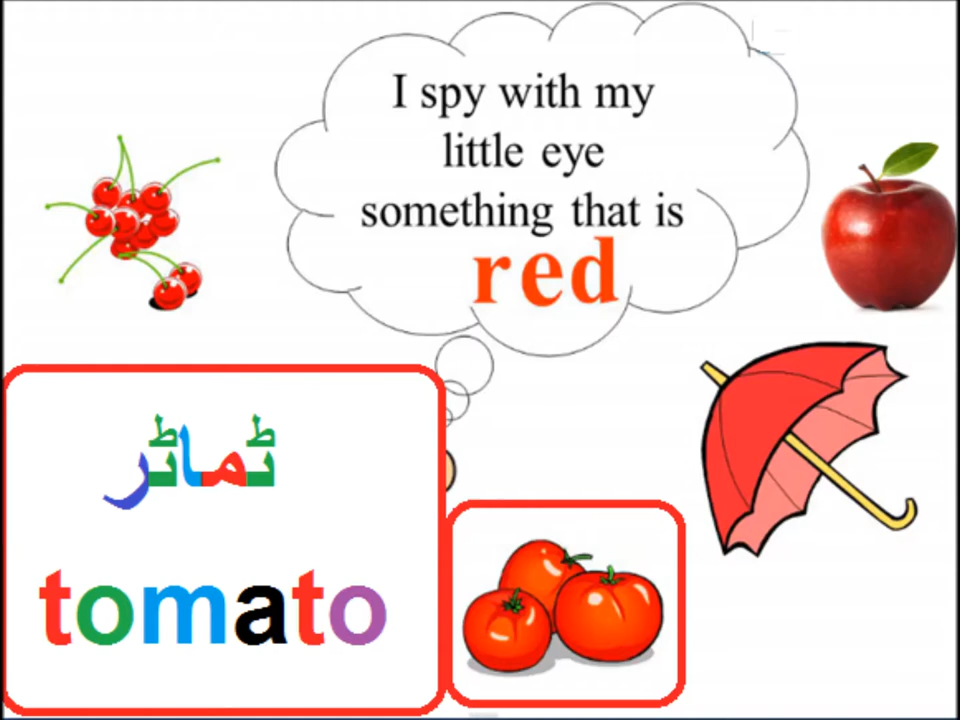 I spy with my
little eye
something that is
red
ٹماٹر
tomato